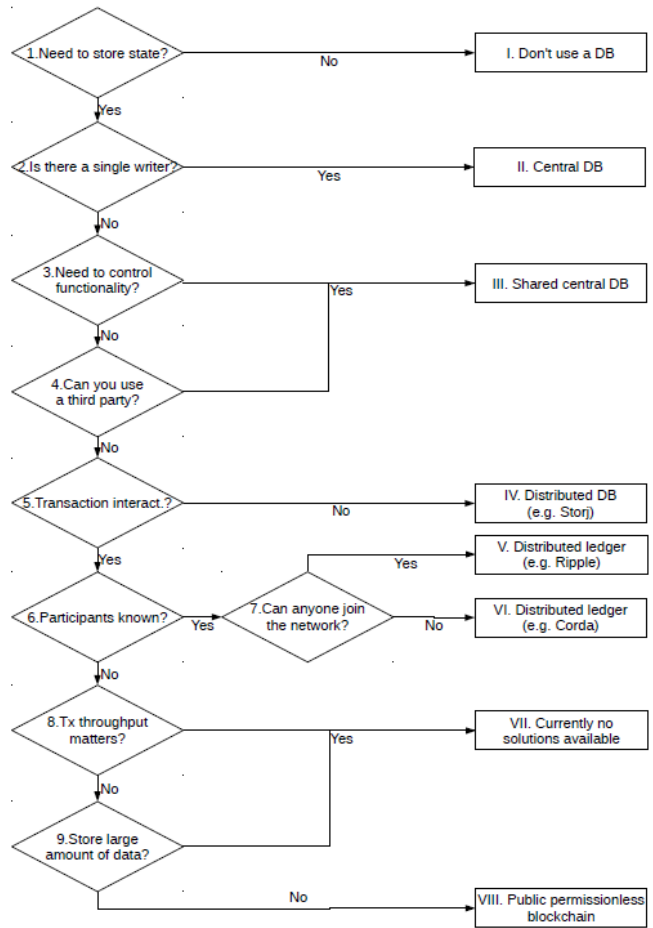 1.Need to store state?
No
I. Don't use a DB
Yes
2.Is there a single writer?
Yes
II. Central DB
No
3.Need to control
functionality?
Yes
III. Shared central DB
No
4.Can you use
a third party?
No
5.Transaction interact.?
No
IV. Distributed DB
(e.g. Storj)
Yes
V. Distributed ledger
(e.g. Ripple)
Yes
6.Participants known?
Yes
7.Can anyone join
the network?
No
VI. Distributed ledger
(e.g. Corda)
No
8.Tx throughput
matters?
Yes
VII. Currently no
solutions available
No
9.Store large
amount of data?
No
VIII. Public permissionless
blockchain